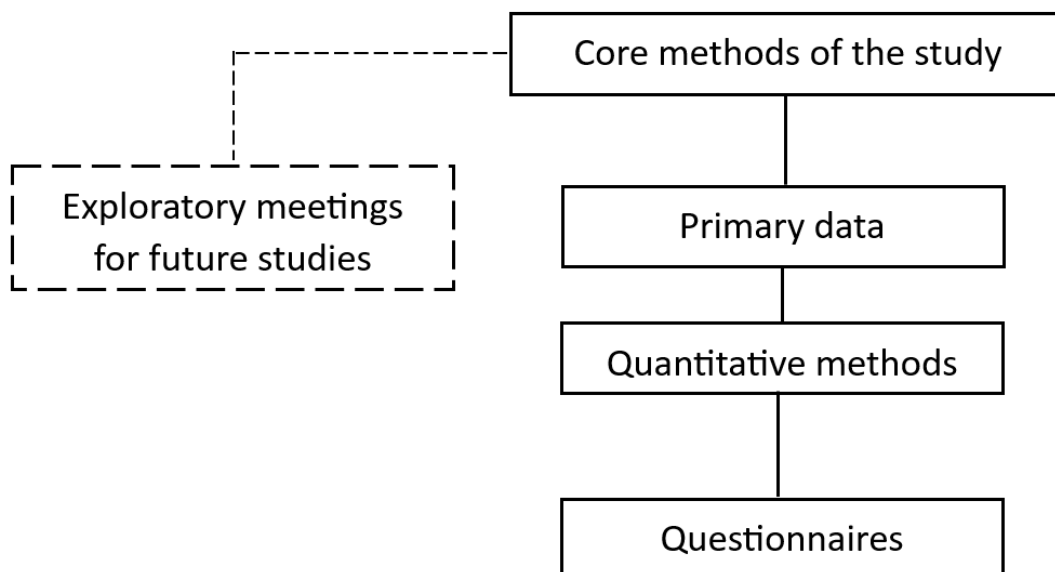 Core methods of the study
Exploratory meetings
for future studies
Primary data
Quantitative methods
Questionnaires